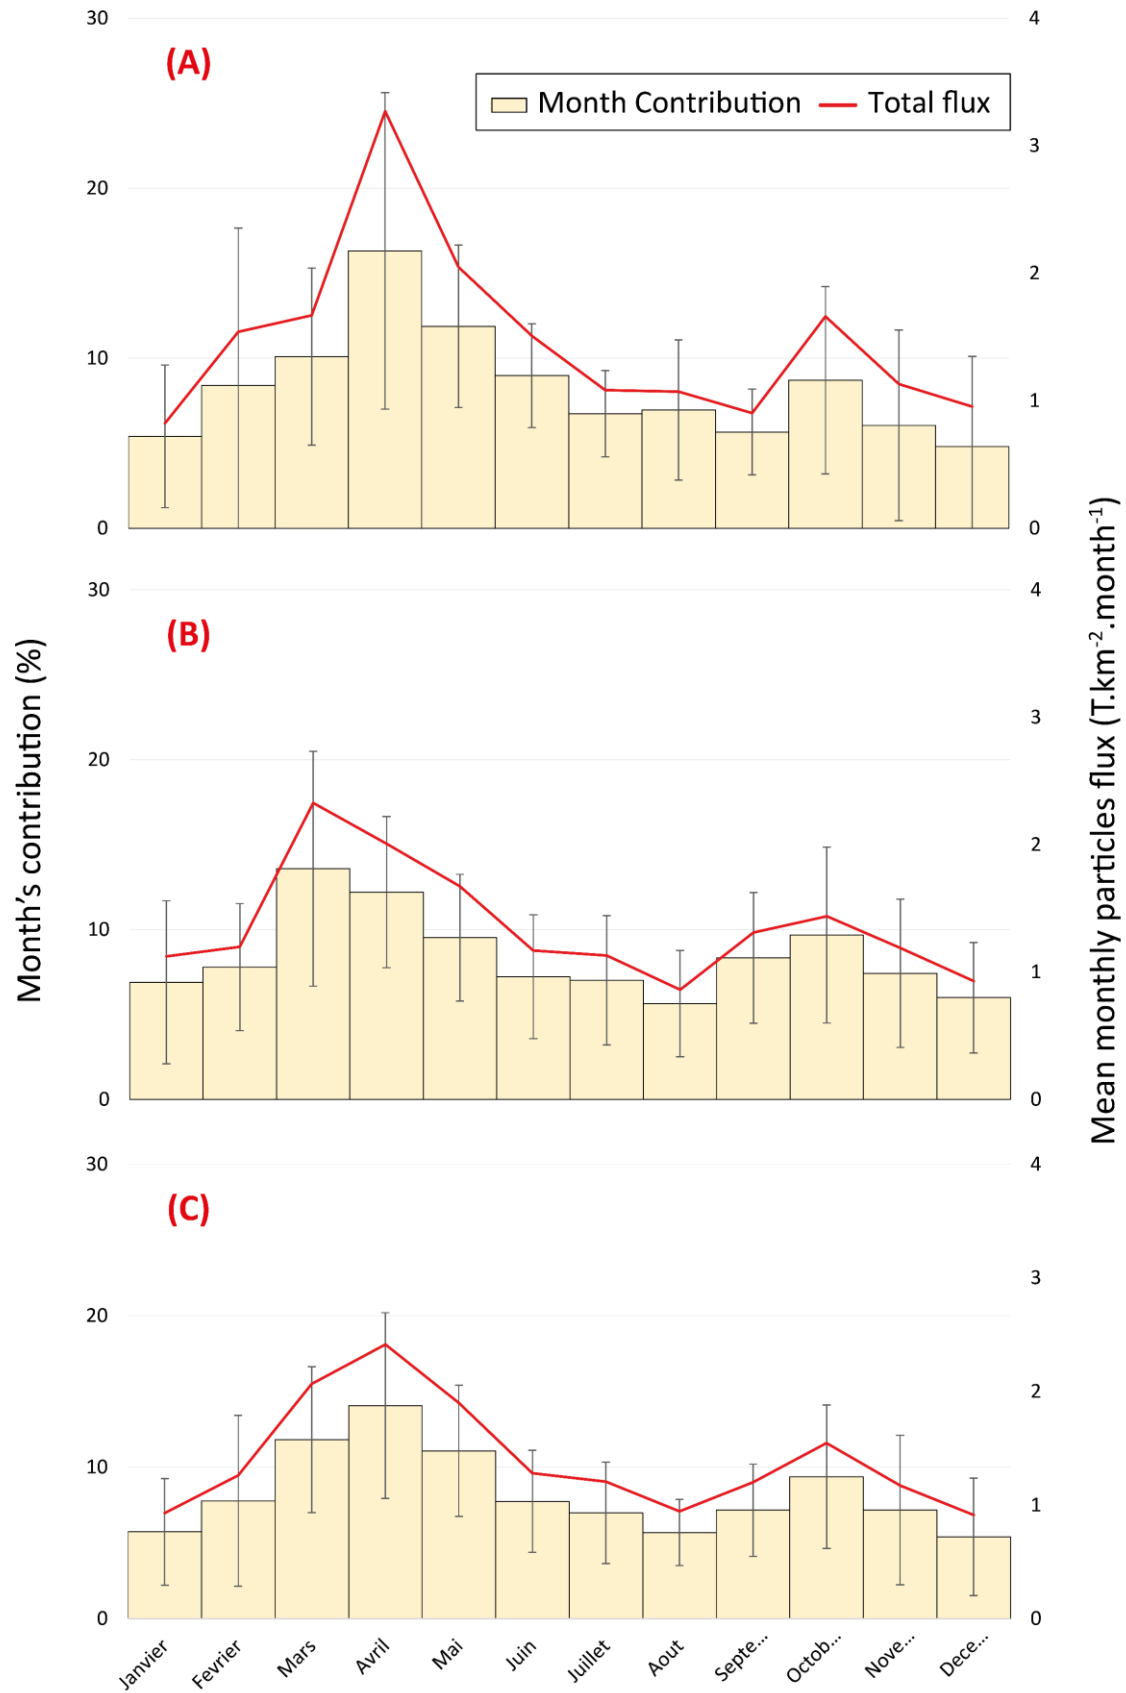 30
4
(A)
Month Contribution
Total flux
3
20
2
10
1
0
0
30
4
(B)
3
20
2
10
1
0
0
30
4
(C)
3
20
2
10
1
0
0
Janvier
Fevrier
Mars
Avril
Mai
Juin
Juillet
Aout
Septe...
Octob...
Nove...
Dece...
Month's contribution (%)
Mean monthly particles flux (T.km⁻².month⁻¹)